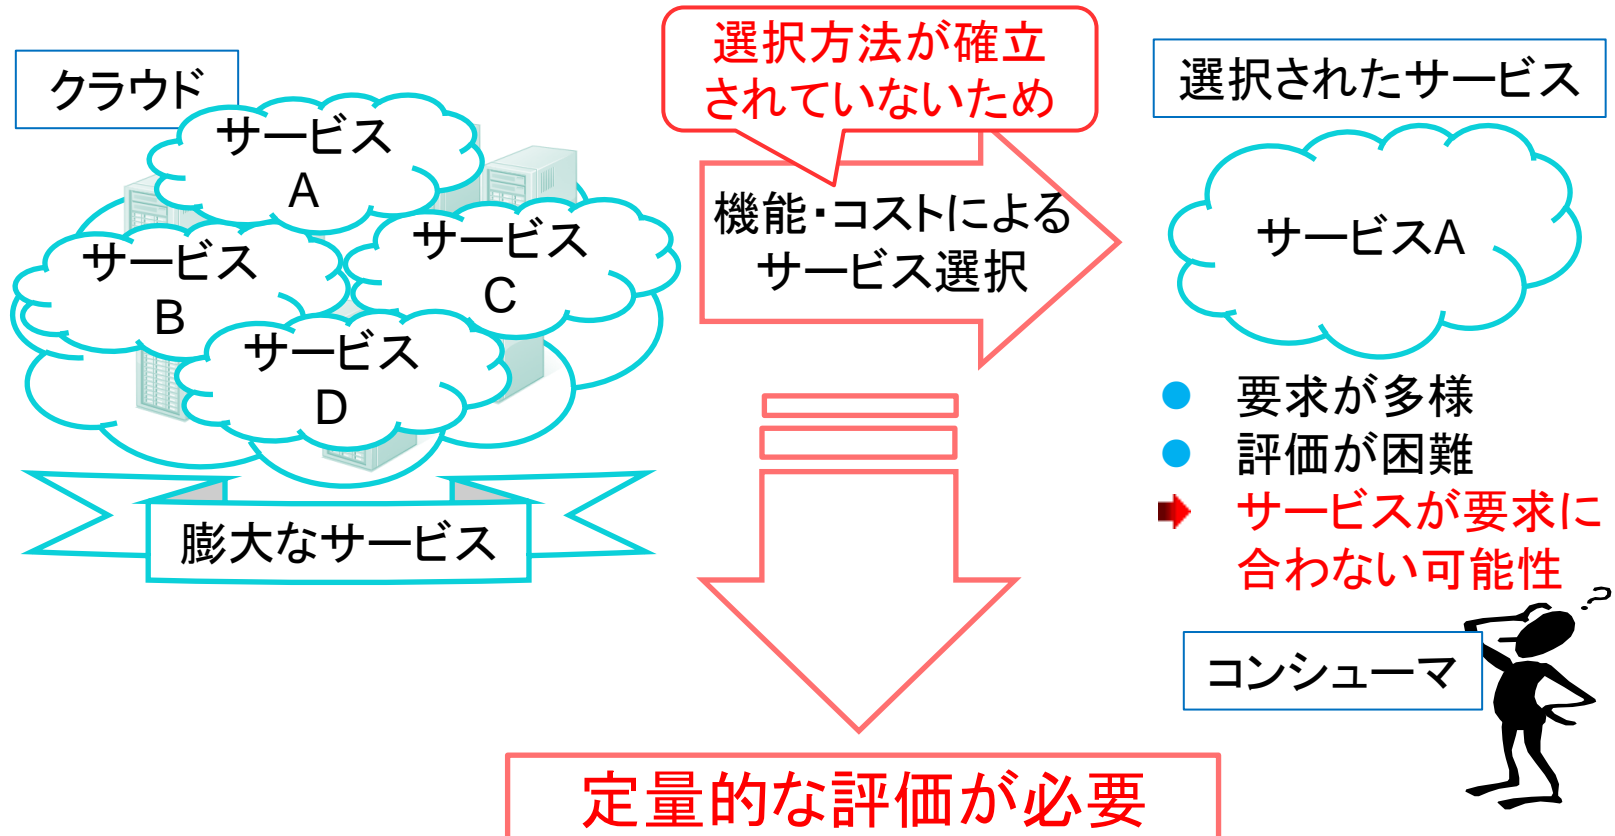 クラウド
サービス
A
サービス
B
サービス
C
サービス
D
膨大なサービス
選択方法が確立
されていないため
機能・コストによる
サービス選択
選択されたサービス
サービスA
要求が多様
評価が困難
サービスが要求に
合わない可能性
?
コンシューマ
定量的な評価が必要